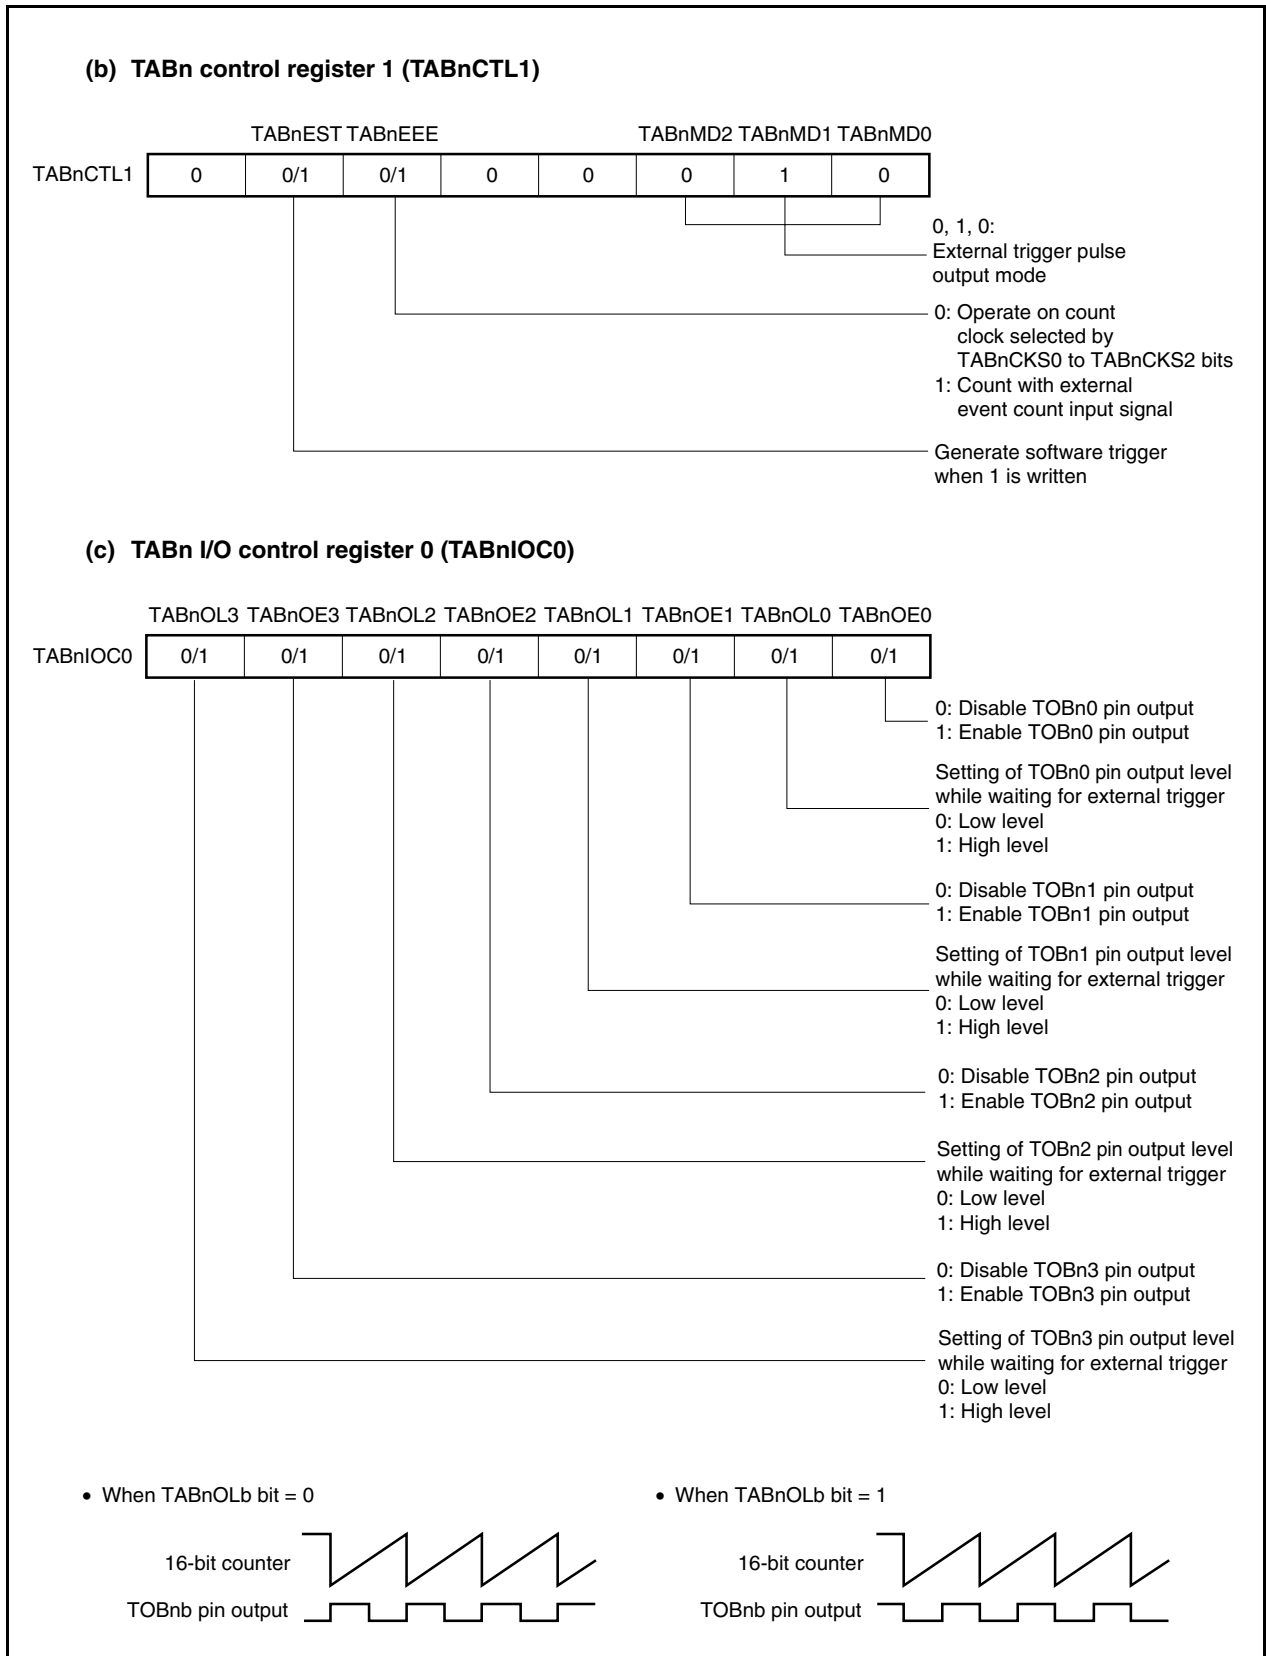 (b) TABn control register 1 (TABnCTL1)
TABnEST TABnEEE TABnMD2 TABnMD1 TABnMD0
TABnCTL1 0 0/1 0/1 0 0 0 1 0
0, 1, 0:
External trigger pulse
output mode
0: Operate on count
clock selected by
TABnCKS0 to TABnCKS2 bits
1: Count with external
event count input signal
Generate software trigger
when 1 is written
(c) TABn I/O control register 0 (TABnIOC0)
TABnOL3 TABnOE3 TABnOL2 TABnOE2 TABnOL1 TABnOE1 TABnOL0 TABnOE0
TABnIOC0 0/1 0/1 0/1 0/1 0/1 0/1 0/1 0/1
0: Disable TOBn0 pin output
1: Enable TOBn0 pin output
Setting of TOBn0 pin output level
while waiting for external trigger
0: Low level
1: High level
0: Disable TOBn1 pin output
1: Enable TOBn1 pin output
Setting of TOBn1 pin output level
while waiting for external trigger
0: Low level
1: High level
0: Disable TOBn2 pin output
1: Enable TOBn2 pin output
Setting of TOBn2 pin output level
while waiting for external trigger
0: Low level
1: High level
0: Disable TOBn3 pin output
1: Enable TOBn3 pin output
Setting of TOBn3 pin output level
while waiting for external trigger
0: Low level
1: High level
• When TABnOLb bit = 0
16-bit counter
TOBnb pin output
• When TABnOLb bit = 1
16-bit counter
TOBnb pin output